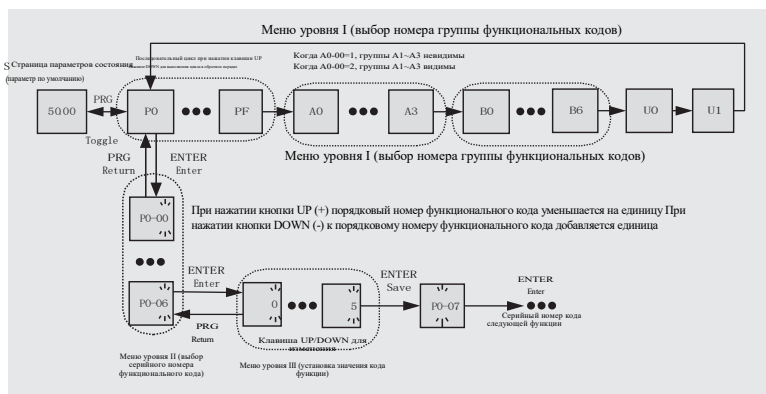 Меню уровня I (выбор номера группы функциональных кодов)
S Страница параметров состояния
(параметр по умолчанию)
Последовательный цикл при нажатии клавиши UP
Когда A0-00=1, группы A1~A3 невидимы
Когда A0-00=2, группы A1~A3 видимы
50.00
PRG
Toggle
P0
PF
A0
A3
B0
B6
U0
U1
Меню уровня I (выбор номера группы функциональных кодов)
PRG
Return
ENTER
Enter
P0-00
При нажатии кнопки UP (+) порядковый номер функционального кода уменьшается на единицу При
нажатии кнопки DOWN (-) к порядковому номеру функционального кода добавляется единица
P0-06
ENTER
Enter
PRG
Return
0
5
Клавиша UP/DOWN для
изменения
ENTER
Save
P0-07
ENTER
Enter
Серийный номер кода
следующей функции
Меню уровня II (выбор
серийного номера
функционального кода)
Меню уровня III (установка значения кода
функции)